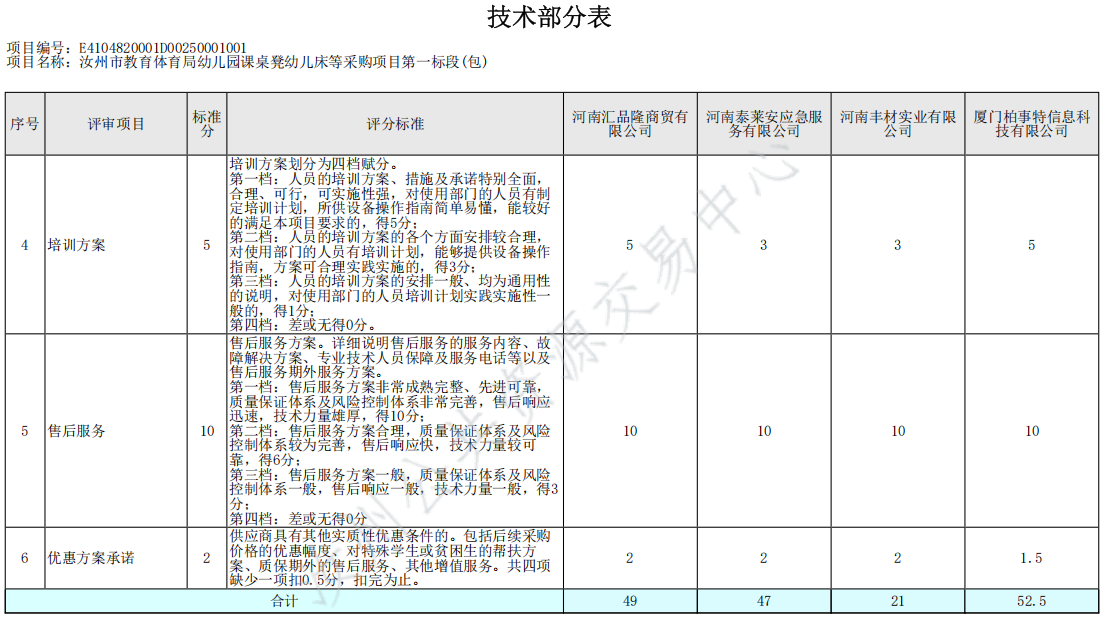 技术部分表
项目编号：E4104820001D00250001001
项目名称：汝州市教育体育局幼儿园课桌凳幼儿床等采购项目第一标段(包)
序号 评审项目 标准分 评分标准 河南汇品隆商贸有限公司 河南泰莱安应急服务有限公司 河南丰材实业有限公司 厦门柏事特信息科技有限公司
4 培训方案 5
培训方案划分为四档赋分。
第一档：人员的培训方案、措施及承诺特别全面，
合理、可行，可实施性强，对使用部门的人员有制
定培训计划，所供设备操作指南简单易懂，能较好
的满足本项目要求的，得5分；
第二档：人员的培训方案的各个方面安排较合理，
对使用部门的人员有培训计划，能够提供设备操作
指南，方案可合理实践实施的，得3分；
第三档：人员的培训方案的安排一般、均为通用性
的说明，对使用部门的人员培训计划实践实施性一
般的，得1分；
第四档：差或无得0分。
5 3 3 5
5 售后服务 10
售后服务方案。详细说明售后服务的服务内容、故
障解决方案、专业技术人员保障及服务电话等以及
售后服务期外服务方案。
第一档：售后服务方案非常成熟完整、先进可靠，
质量保证体系及风险控制体系非常完善，售后响应
迅速，技术力量雄厚，得10分；
第二档：售后服务方案合理，质量保证体系及风险
控制体系较为完善，售后响应快，技术力量较可
靠，得6分；
第三档：售后服务方案一般，质量保证体系及风险
控制体系一般，售后响应一般，技术力量一般，得3
分；
第四档：差或无得0分
10 10 10 10
6 优惠方案承诺 2
供应商具有其他实质性优惠条件的。包括后续采购
价格的优惠幅度、对特殊学生或贫困生的帮扶方
案、质保期外的售后服务、其他增值服务。共四项
缺少一项扣0.5分，扣完为止。
2 2 2 1.5
合计 49 47 21 52.5
汝州公共资源交易中心